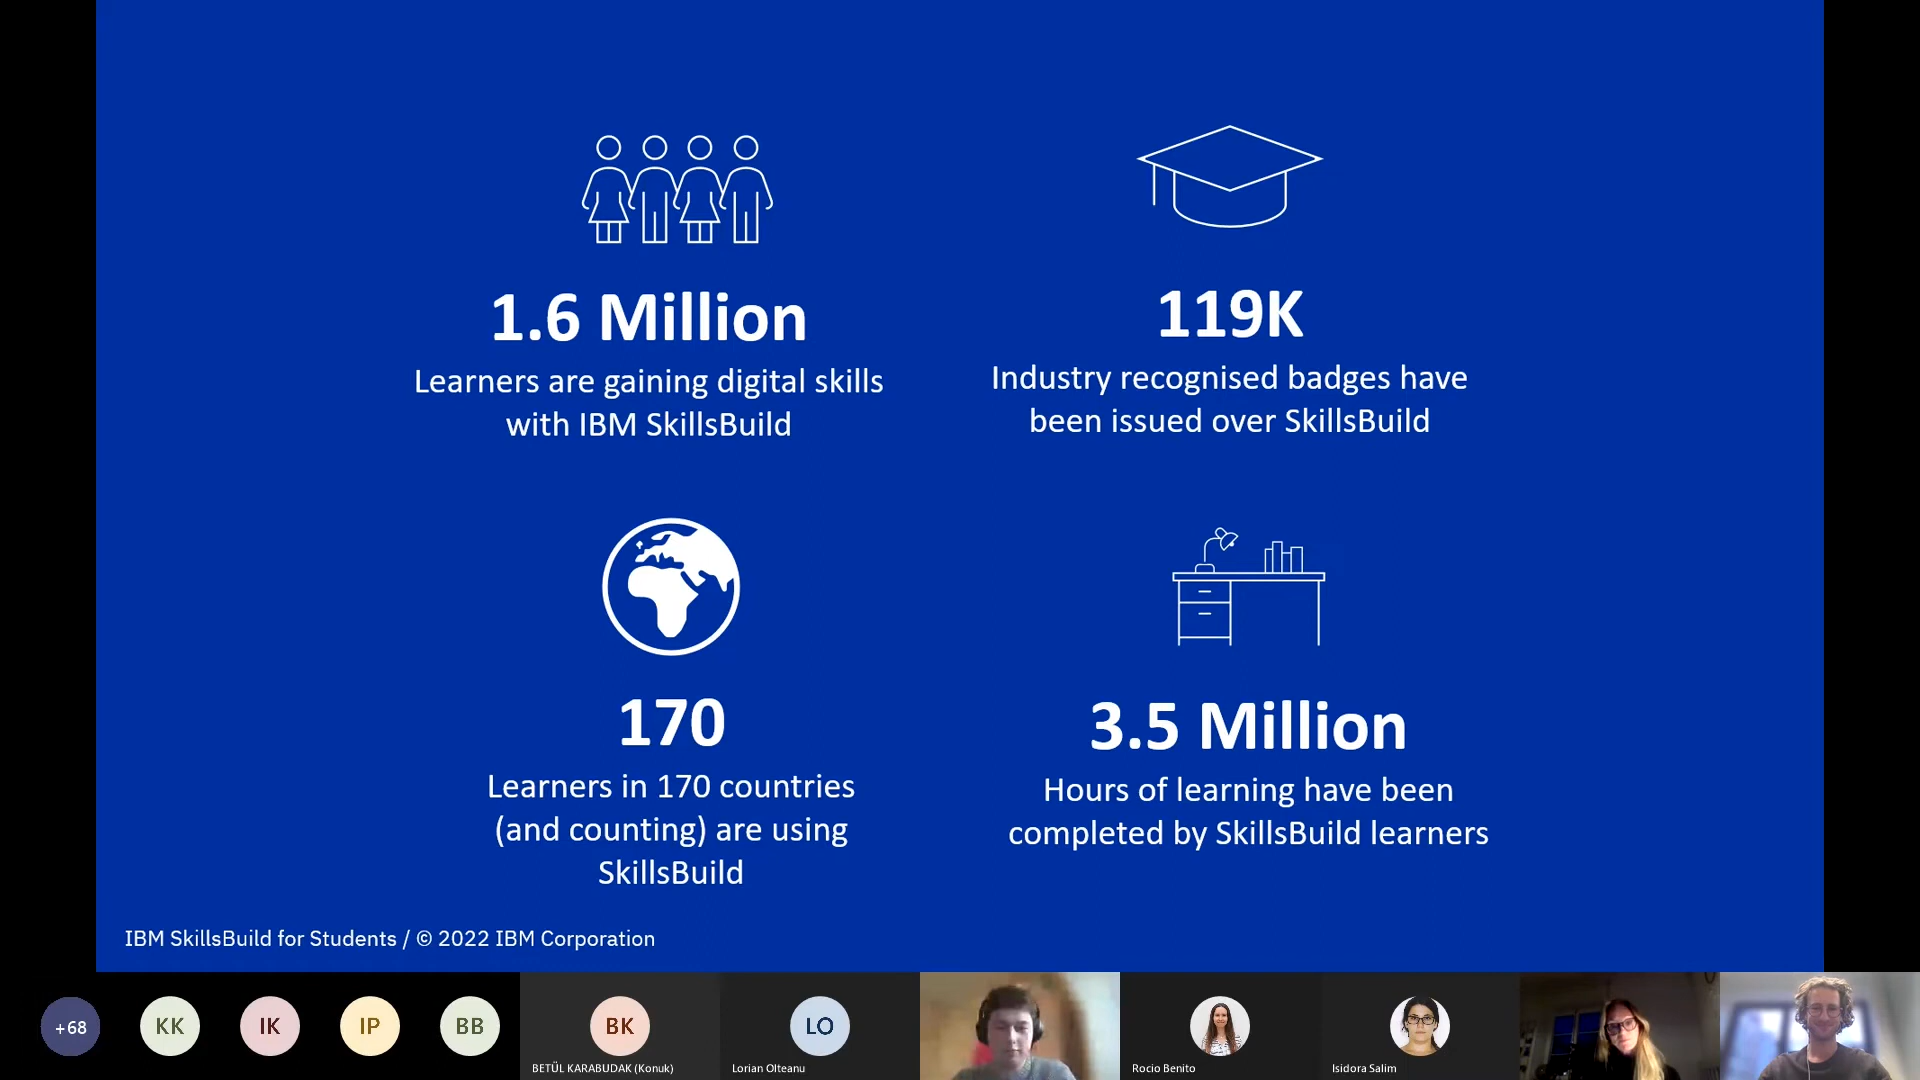 1.6 Million
Learners are gaining digital skills
with IBM SkillsBuild
119K
Industry recognised badges have
been issued over SkillsBuild
170
Learners in 170 countries
(and counting) are using
SkillsBuild
3.5 Million
Hours of learning have been
completed by SkillsBuild learners
IBM SkillsBuild for Students / © 2022 IBM Corporation
+68
KK
IK
IP
BB
BK
BETÜL KARABUDAK (Konuk)
LO
Lorian Olteanu
Rocio Benito
Isidora Salim